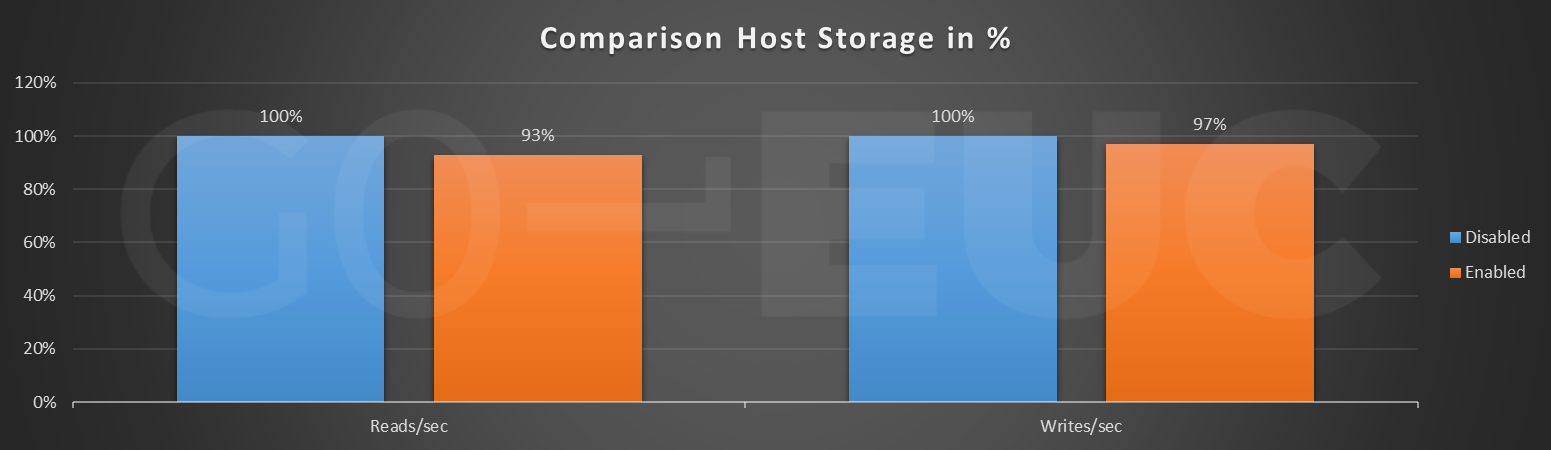 Comparison Host Storage in %
120%
100%
80%
60%
40%
20%
0%
100%
93%
100%
97%
Reads/sec
Writes/sec
Disabled
Enabled
GO-EUC